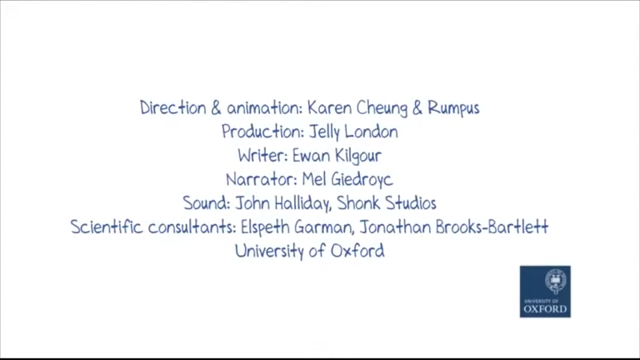 Direction & animation: Karen Cheung & Rumpus
Production: Jelly London
Writer: Ewan Kilgour
Narrator: Mel Giedroyc
Sound: John Halliday, Shonk Studios
Scientific consultants: Elspeth Garman, Jonathan Brooks-Bartlett
University of Oxford
UNIVERSITY OF
OXFORD